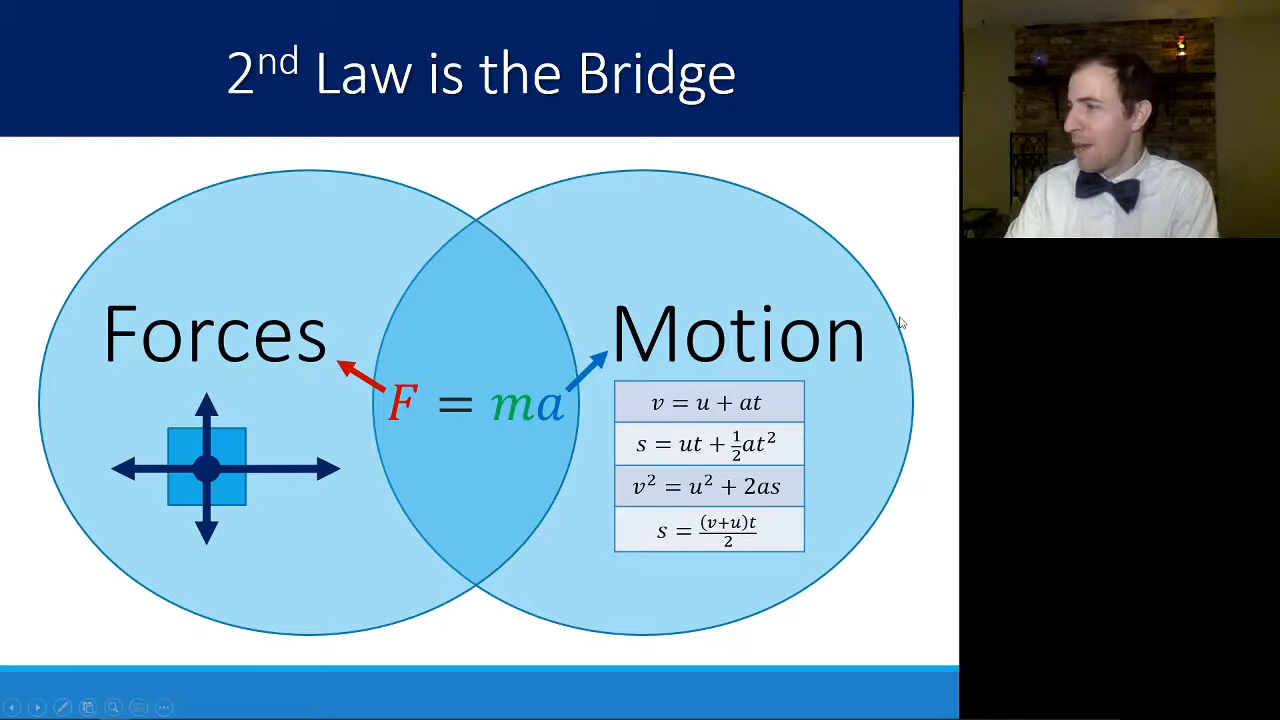 2nd Law is the Bridge
Forces
Motion
F = ma
v = u + at
s = ut + ½at²
v² = u² + 2as
s = (v+u)t/2